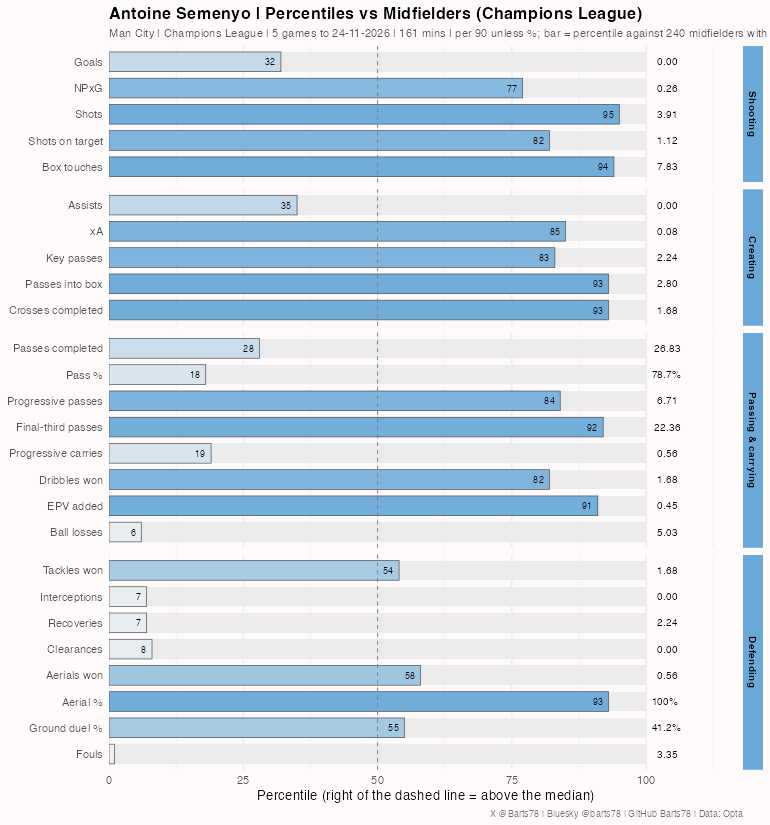 Antoine Semenyo | Percentiles vs Midfielders (Champions League)
Man City | Champions League | 5 games to 24-11-2026 | 161 mins | per 90 unless %; bar = percentile against 240 midfielders with
Goals 32 0.00
NPxG 77 0.26
Shots 95 3.91
Shots on target 82 1.12
Box touches 94 7.83
Shooting
Assists 35 0.00
xA 85 0.08
Key passes 83 2.24
Passes into box 93 2.80
Crosses completed 93 1.68
Creating
Passes completed 28 26.83
Pass % 18 78.7%
Progressive passes 84 6.71
Final-third passes 92 22.36
Progressive carries 19 0.56
Dribbles won 82 1.68
EPV added 91 0.45
Ball losses 6 5.03
Passing & carrying
Tackles won 54 1.68
Interceptions 7 0.00
Recoveries 7 2.24
Clearances 8 0.00
Aerials won 58 0.56
Aerial % 93 100%
Ground duel % 55 41.2%
Fouls 3.35
Defending
0 25 50 75 100
Percentile (right of the dashed line = above the median)
X @Barts78 | Bluesky @barts78 | GitHub Barts78 | Data: Opta